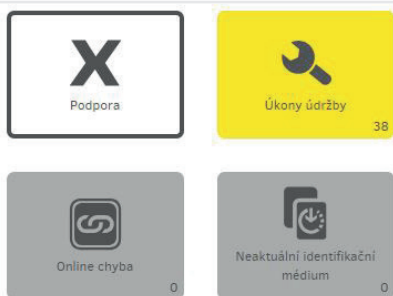 X
Podpora
Úkony údržby
38
Online chyba
0
Neaktuální identifikační
médium
0